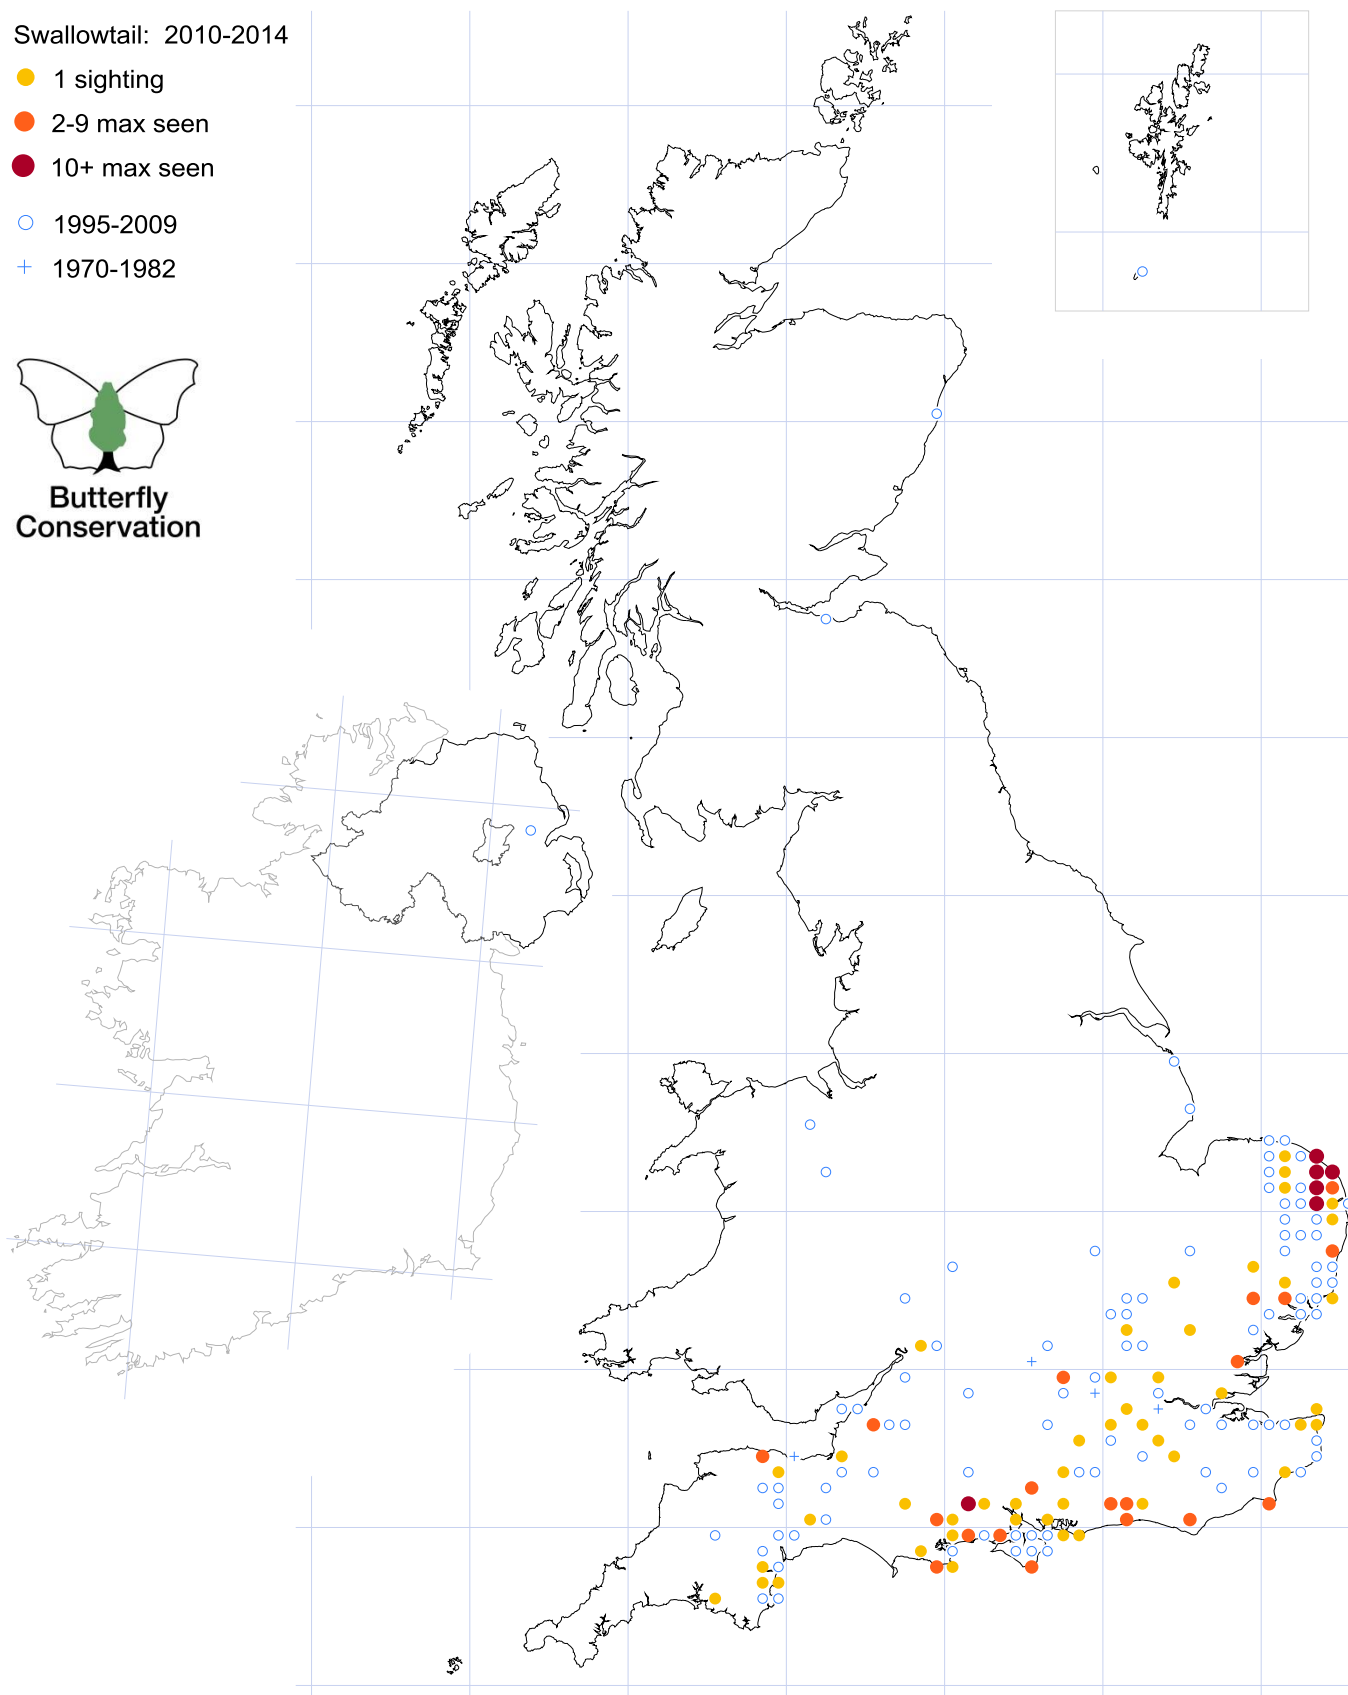 Swallowtail: 2010-2014
1 sighting
2-9 max seen
10+ max seen
1995-2009
1970-1982
Butterfly
Conservation